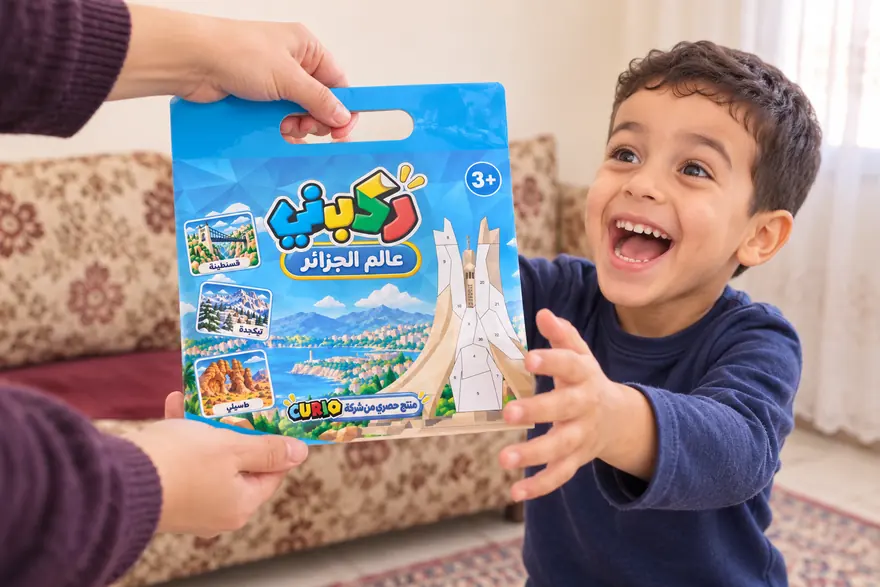 3+
ركبني
عالم الجزائر
قسنطينة
تيكجدة
طاسيلي
منتج حصري من شركة CURIO